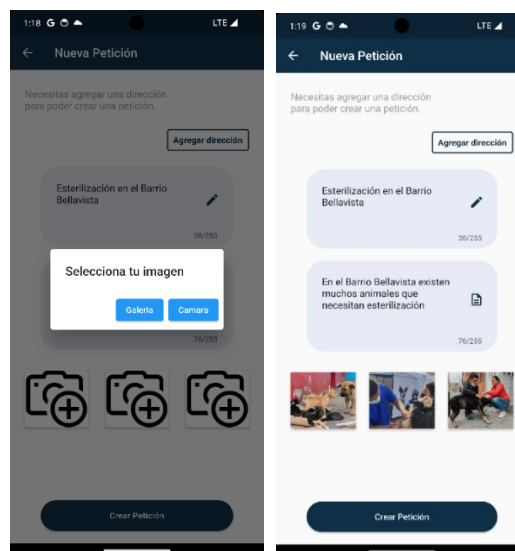 1:18 G LTE
Nueva Petición
Necesitas agregar una dirección
para poder crear una petición.
Agregar dirección
Esterilización en el Barrio
Bellavista
38/255
Selecciona tu imagen
Galería Camara
76/255
Crear Petición
1:19 G LTE
Nueva Petición
Necesitas agregar una dirección
para poder crear una petición.
Agregar dirección
Esterilización en el Barrio
Bellavista
38/255
En el Barrio Bellavista existen
muchos animales que
necesitan esterilización
76/255
Crear Petición